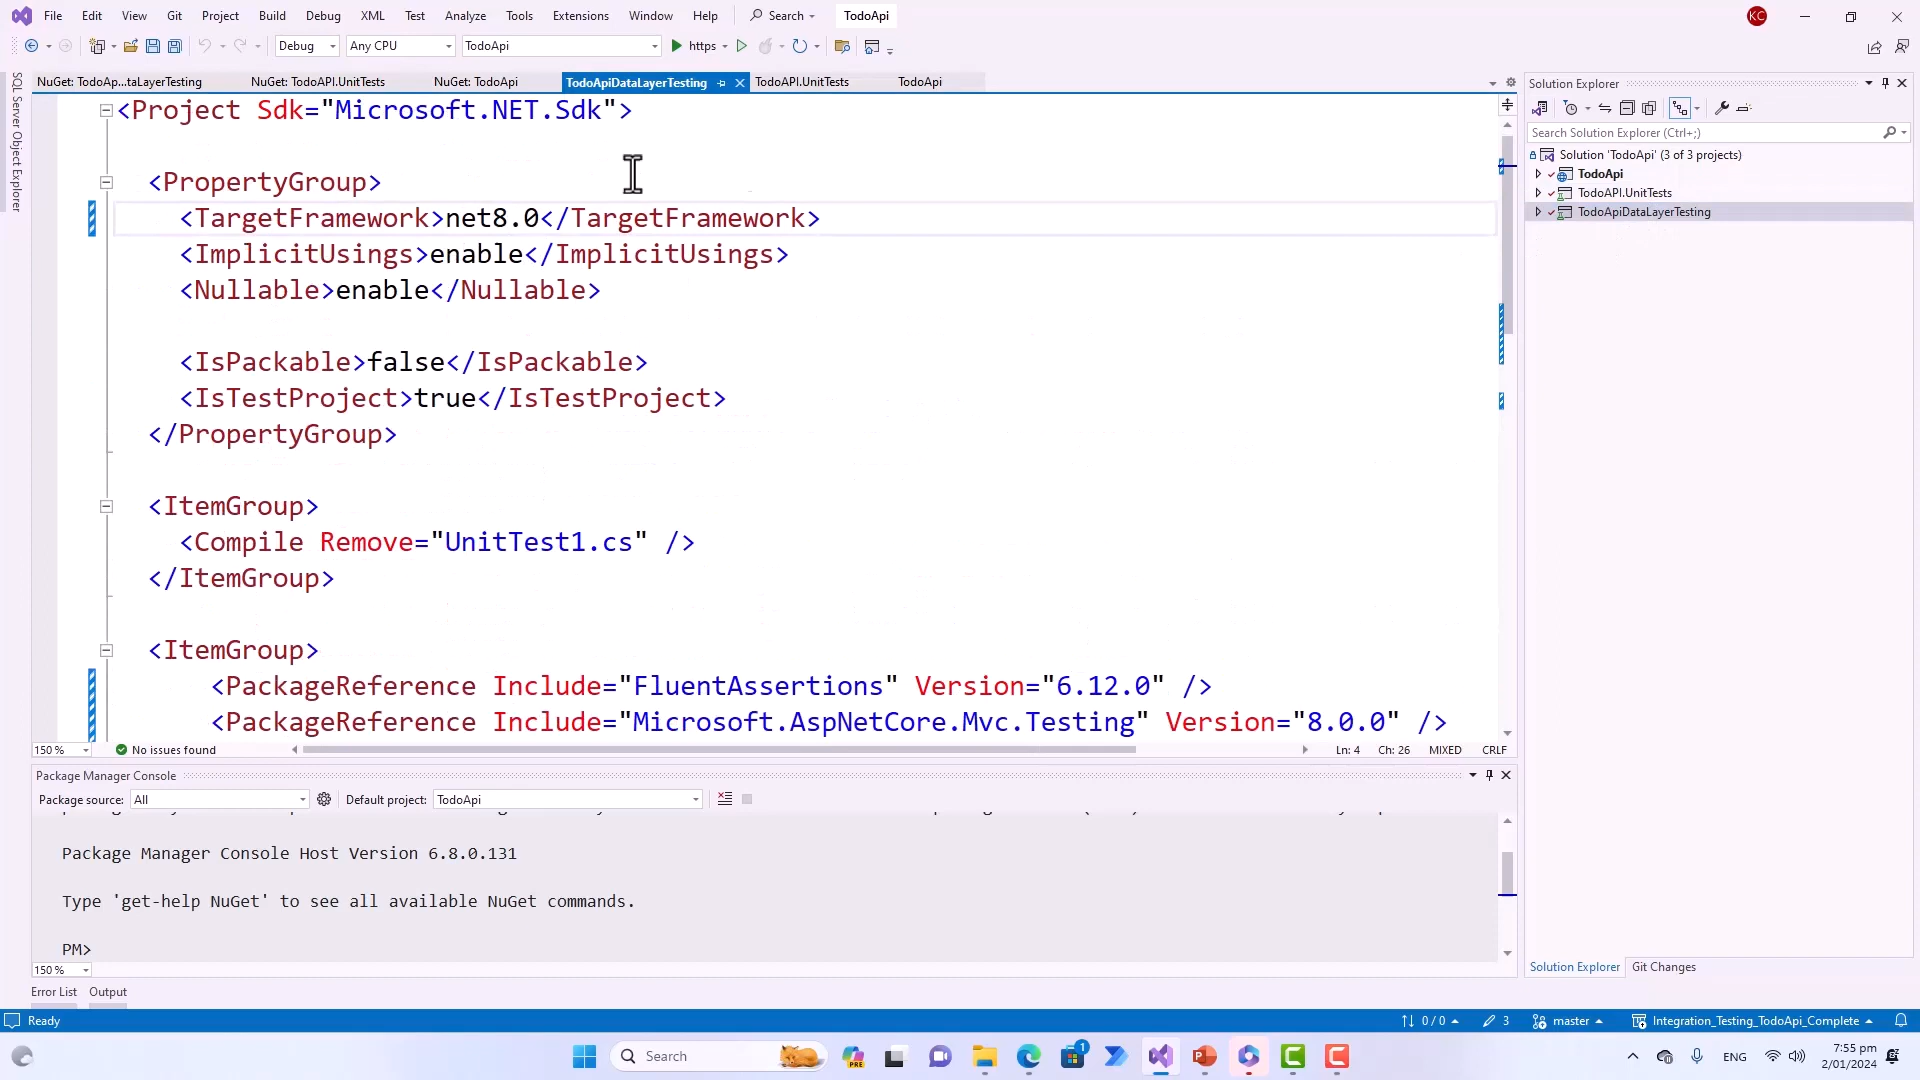 File Edit View Git Project Build Debug XML Test Analyze Tools Extensions Window Help Search TodoApi KC
Debug Any CPU TodoApi https
NuGet: TodoAp...taLayerTesting NuGet: TodoAPI.UnitTests NuGet: TodoApi TodoApiDataLayerTesting TodoAPI.UnitTests TodoApi
SQL Server Object Explorer
<Project Sdk="Microsoft.NET.Sdk">
<PropertyGroup>
<TargetFramework>net8.0</TargetFramework>
<ImplicitUsings>enable</ImplicitUsings>
<Nullable>enable</Nullable>
<IsPackable>false</IsPackable>
<IsTestProject>true</IsTestProject>
</PropertyGroup>
<ItemGroup>
<Compile Remove="UnitTest1.cs" />
</ItemGroup>
<ItemGroup>
<PackageReference Include="FluentAssertions" Version="6.12.0" />
<PackageReference Include="Microsoft.AspNetCore.Mvc.Testing" Version="8.0.0" />
150 % No issues found Ln: 4 Ch: 26 MIXED CRLF
Package Manager Console
Package source: All Default project: TodoApi
Package Manager Console Host Version 6.8.0.131
Type 'get-help NuGet' to see all available NuGet commands.
PM>
150 %
Error List Output
Solution Explorer
Search Solution Explorer (Ctrl+;)
Solution 'TodoApi' (3 of 3 projects)
TodoApi
TodoAPI.UnitTests
TodoApiDataLayerTesting
Solution Explorer Git Changes
Ready 0 / 0 3 master Integration_Testing_TodoApi_Complete
Search PRE 1 ENG 7:55 pm
2/01/2024